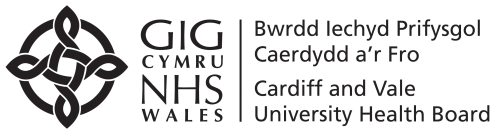 GIG
CYMRU
NHS
WALES
Bwrdd Iechyd Prifysgol
Caerdydd a'r Fro
Cardiff and Vale
University Health Board